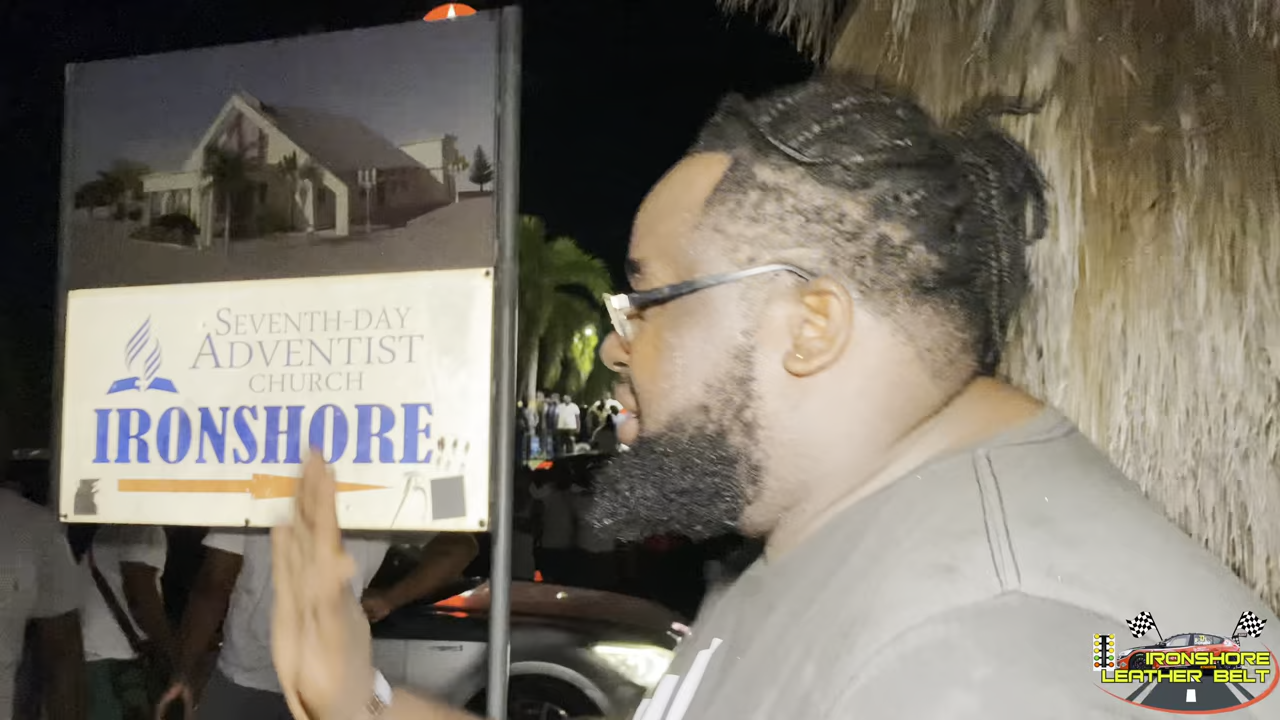 SEVENTH-DAY
ADVENTIST
CHURCH
IRONSHORE
IRONSHORE
LEATHER BELT